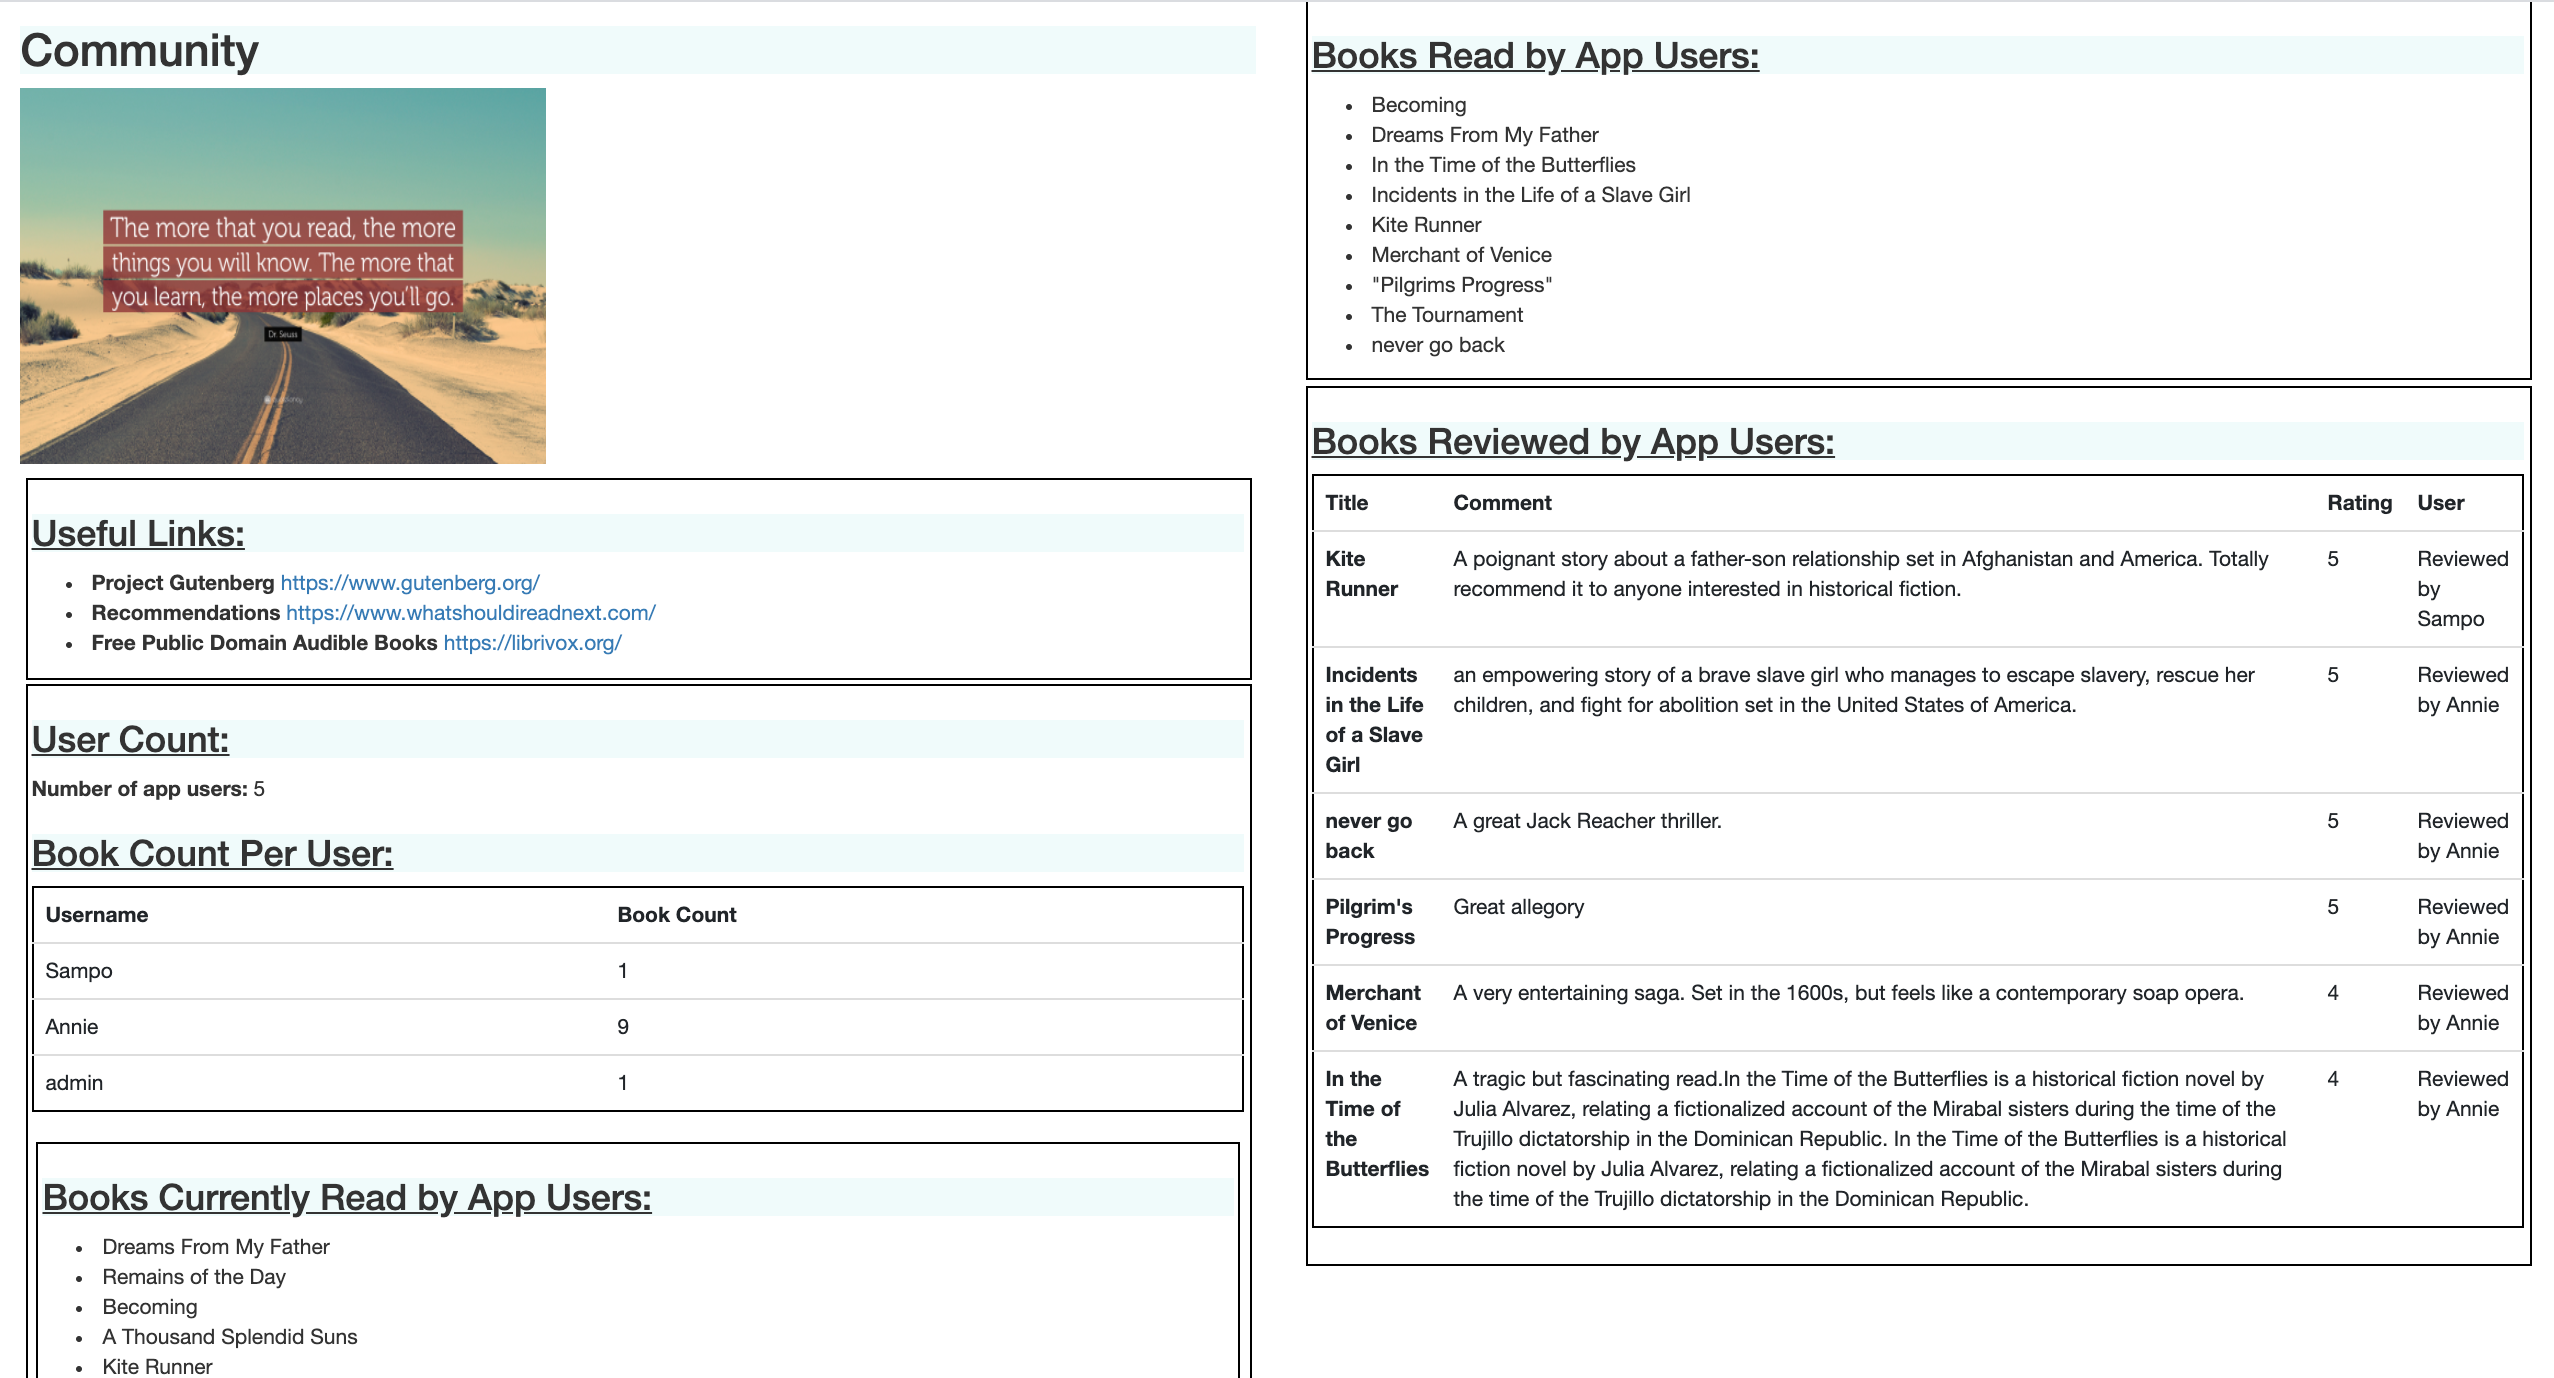 Community
The more that you read, the more
things you will know. The more that
you learn, the more places you'll go.
Dr. Seuss
Useful Links:
• Project Gutenberg https://www.gutenberg.org/
• Recommendations https://www.whatshouldireadnext.com/
• Free Public Domain Audible Books https://librivox.org/
User Count:
Number of app users: 5
Book Count Per User:
Username Book Count
Sampo 1
Annie 9
admin 1
Books Currently Read by App Users:
• Dreams From My Father
• Remains of the Day
• Becoming
• A Thousand Splendid Suns
• Kite Runner
Books Read by App Users:
• Becoming
• Dreams From My Father
• In the Time of the Butterflies
• Incidents in the Life of a Slave Girl
• Kite Runner
• Merchant of Venice
• "Pilgrims Progress"
• The Tournament
• never go back
Books Reviewed by App Users:
Title Comment Rating User
Kite A poignant story about a father-son relationship set in Afghanistan and America. Totally 5 Reviewed
Runner recommend it to anyone interested in historical fiction. by
Sampo
Incidents an empowering story of a brave slave girl who manages to escape slavery, rescue her 5 Reviewed
in the Life children, and fight for abolition set in the United States of America. by Annie
of a Slave
Girl
never go A great Jack Reacher thriller. 5 Reviewed
back by Annie
Pilgrim's Great allegory 5 Reviewed
Progress by Annie
Merchant A very entertaining saga. Set in the 1600s, but feels like a contemporary soap opera. 4 Reviewed
of Venice by Annie
In the A tragic but fascinating read.In the Time of the Butterflies is a historical fiction novel by 4 Reviewed
Time of Julia Alvarez, relating a fictionalized account of the Mirabal sisters during the time of the by Annie
the Trujillo dictatorship in the Dominican Republic. In the Time of the Butterflies is a historical
Butterflies fiction novel by Julia Alvarez, relating a fictionalized account of the Mirabal sisters during
the time of the Trujillo dictatorship in the Dominican Republic.